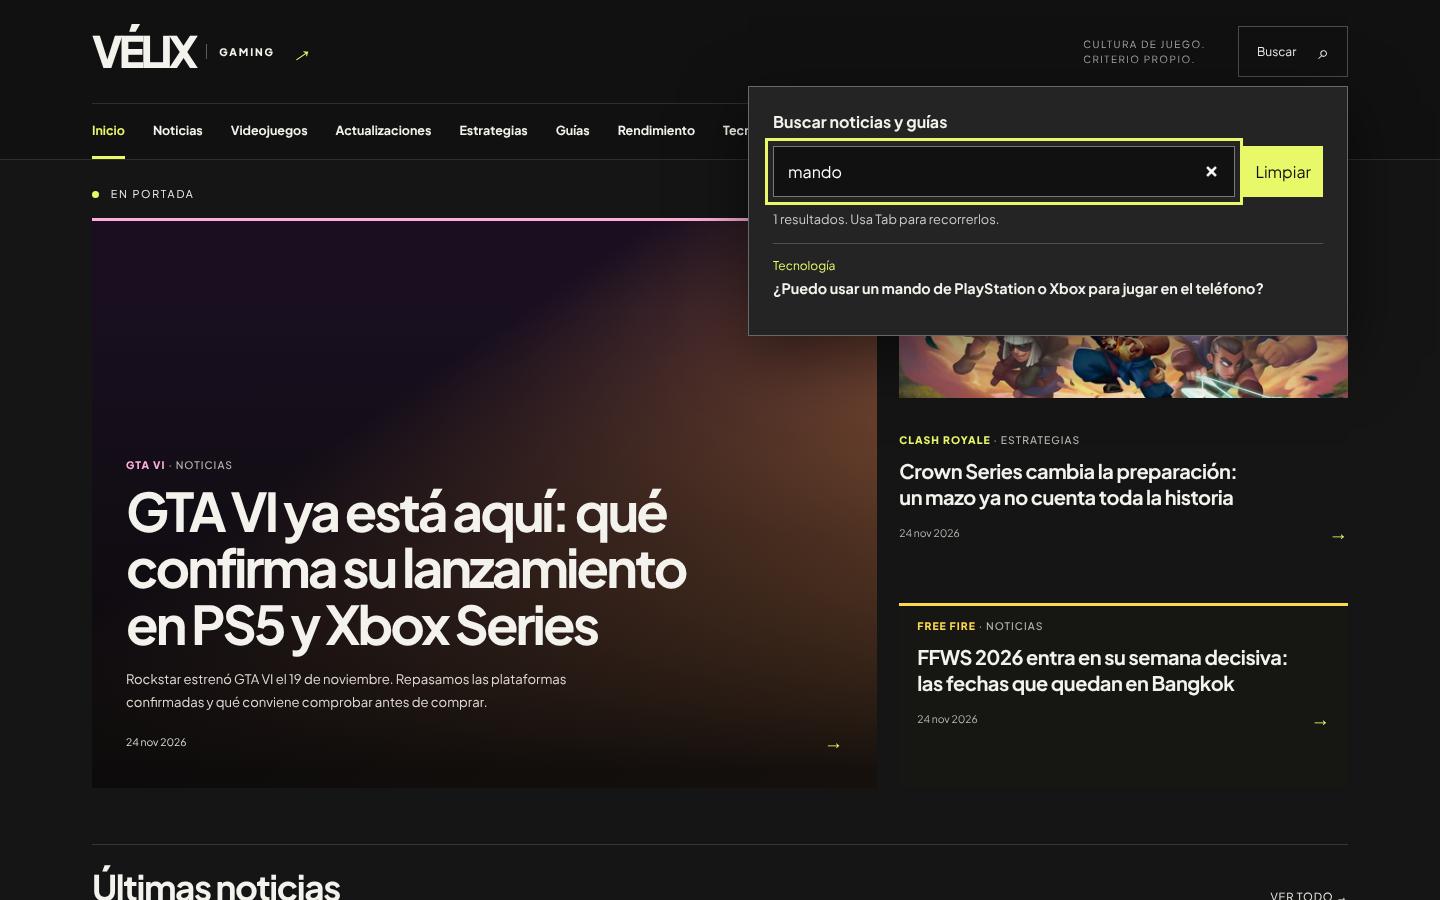 VÉLIX
GAMING
CULTURA DE JUEGO.
CRITERIO PROPIO.
Buscar
Inicio
Noticias
Videojuegos
Actualizaciones
Estrategias
Guías
Rendimiento
Buscar noticias y guías
mando
Limpiar
1 resultados. Usa Tab para recorrerlos.
Tecnología
¿Puedo usar un mando de PlayStation o Xbox para jugar en el teléfono?
EN PORTADA
GTA VI · NOTICIAS
GTA VI ya está aquí: qué
confirma su lanzamiento
en PS5 y Xbox Series
Rockstar estrenó GTA VI el 19 de noviembre. Repasamos las plataformas
confirmadas y qué conviene comprobar antes de comprar.
24 nov 2026
CLASH ROYALE · ESTRATEGIAS
Crown Series cambia la preparación:
un mazo ya no cuenta toda la historia
24 nov 2026
FREE FIRE · NOTICIAS
FFWS 2026 entra en su semana decisiva:
las fechas que quedan en Bangkok
24 nov 2026
Últimas noticias
VER TODO →